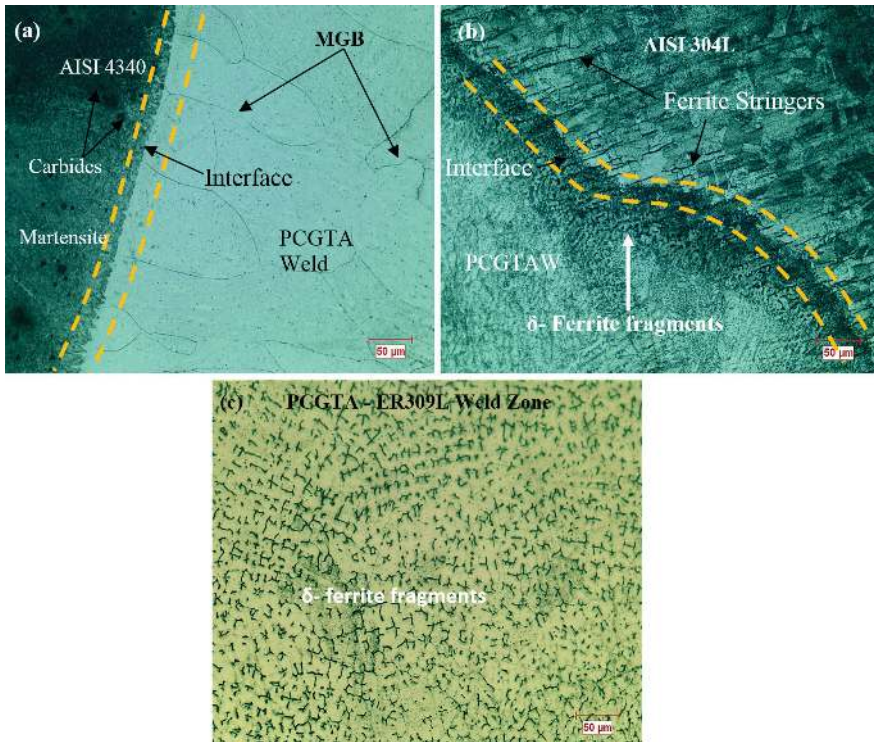 (a)
MGB
AISI 4340
Carbides
Interface
Martensite
PCGTA
Weld
50 µm
(b)
AISI 304L
Ferrite Stringers
Interface
PCGTAW
δ- Ferrite fragments
50 µm
(c) PCGTA - ER309L Weld Zone
δ- ferrite fragments
50 µm